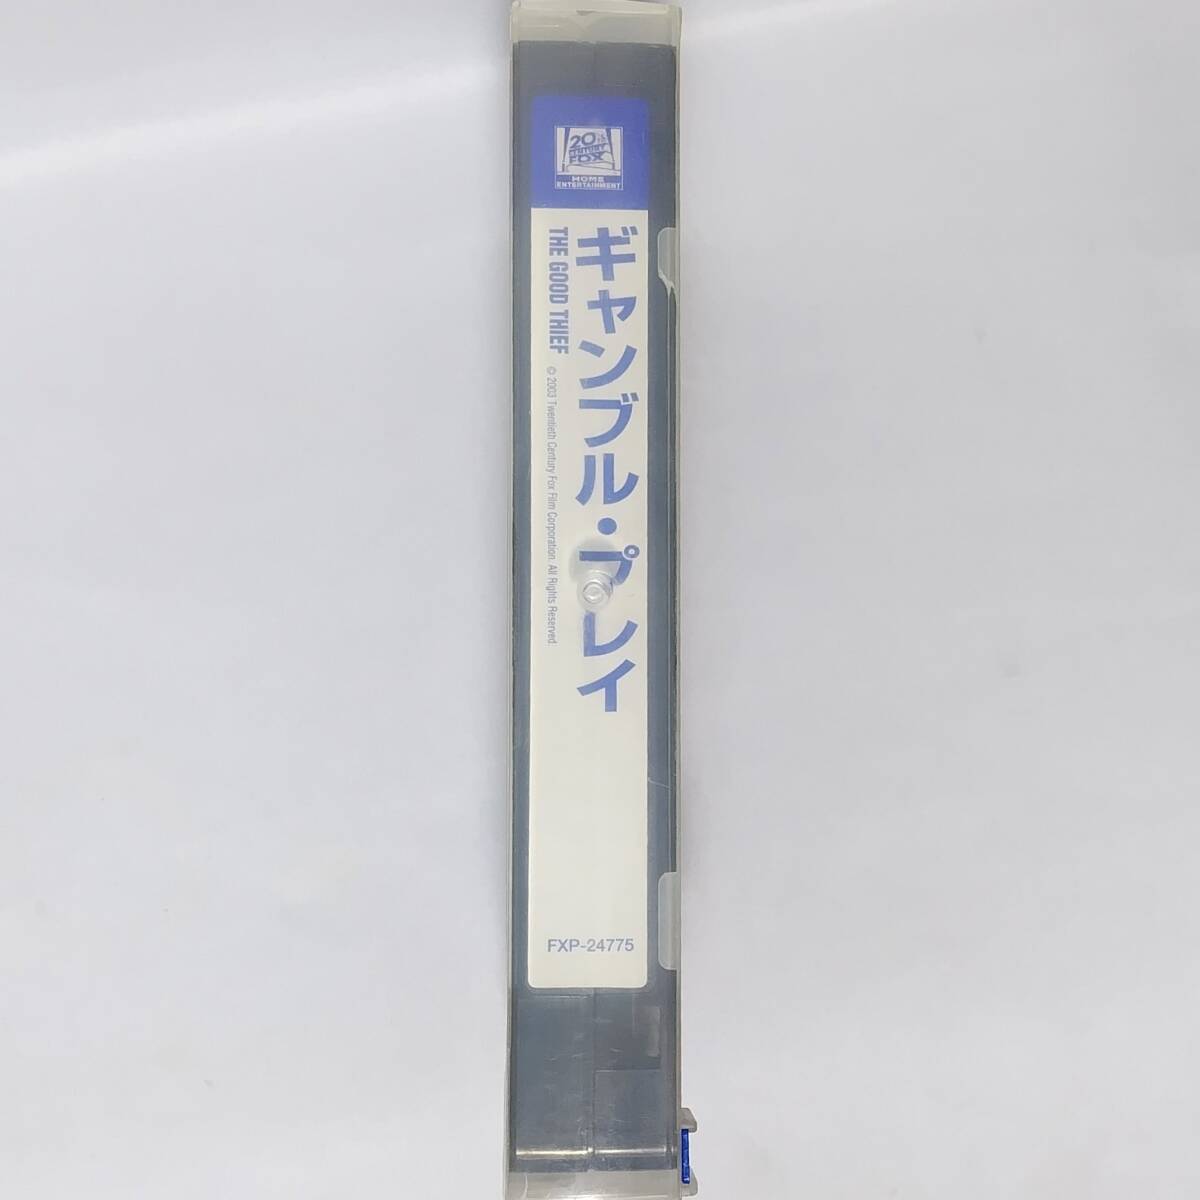 20th
CENTURY
FOX
HOME
ENTERTAINMENT
ギャンブル・プレイ
THE GOOD THIEF
© 2003 Twentieth Century Fox Film Corporation. All Rights Reserved.
FXP-24775